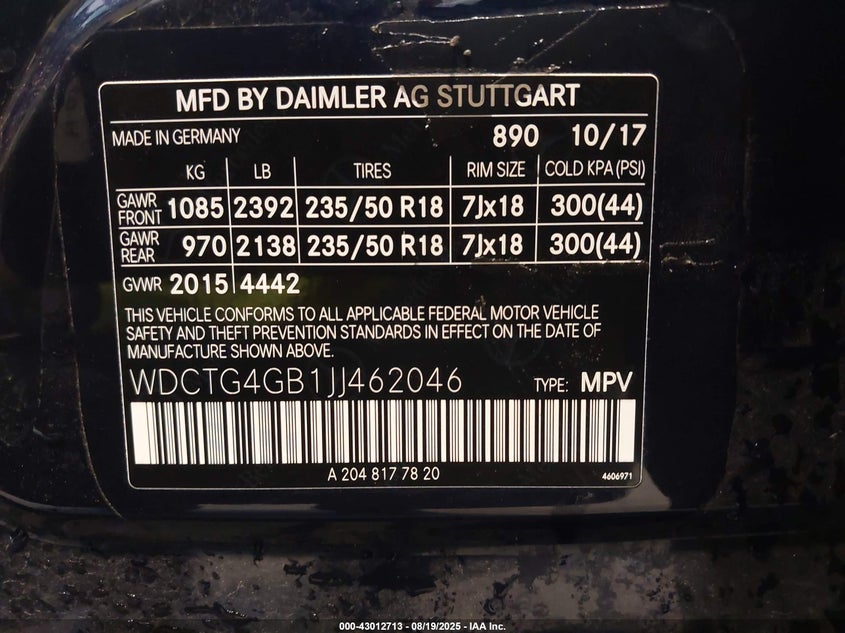 MFD BY DAIMLER AG STUTTGART
MADE IN GERMANY 890 10/17
KG LB TIRES RIM SIZE COLD KPA (PSI)
GAWR FRONT 1085 2392 235/50 R18 7Jx18 300(44)
GAWR REAR 970 2138 235/50 R18 7Jx18 300(44)
GVWR 2015 4442
THIS VEHICLE CONFORMS TO ALL APPLICABLE FEDERAL MOTOR VEHICLE
SAFETY AND THEFT PREVENTION STANDARDS IN EFFECT ON THE DATE OF
MANUFACTURE SHOWN ABOVE.
WDCTG4GB1JJ462046 TYPE: MPV
A 204 817 78 20 4606971
000-43012713 - 08/19/2025 - IAA Inc.